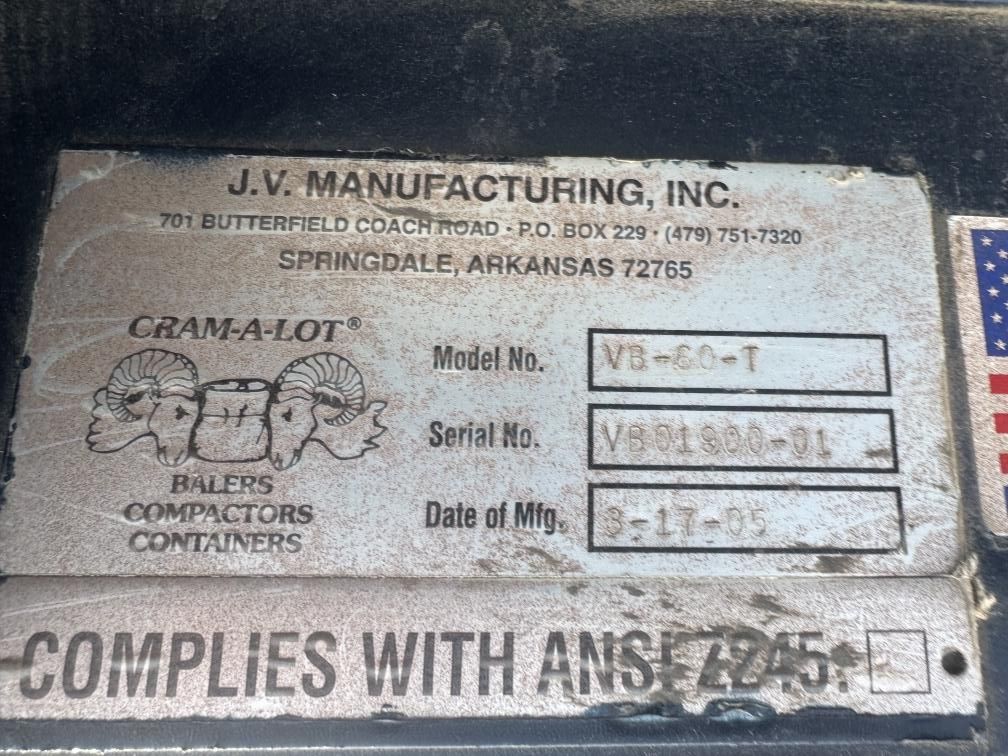 J.V. MANUFACTURING, INC.
701 BUTTERFIELD COACH ROAD · P.O. BOX 229 · (479) 751-7320
SPRINGDALE, ARKANSAS 72765
CRAM-A-LOT®
BALERS
COMPACTORS
CONTAINERS
Model No. VB-60-T
Serial No. VB01900-01
Date of Mfg. 3-17-05
COMPLIES WITH ANSI Z245.